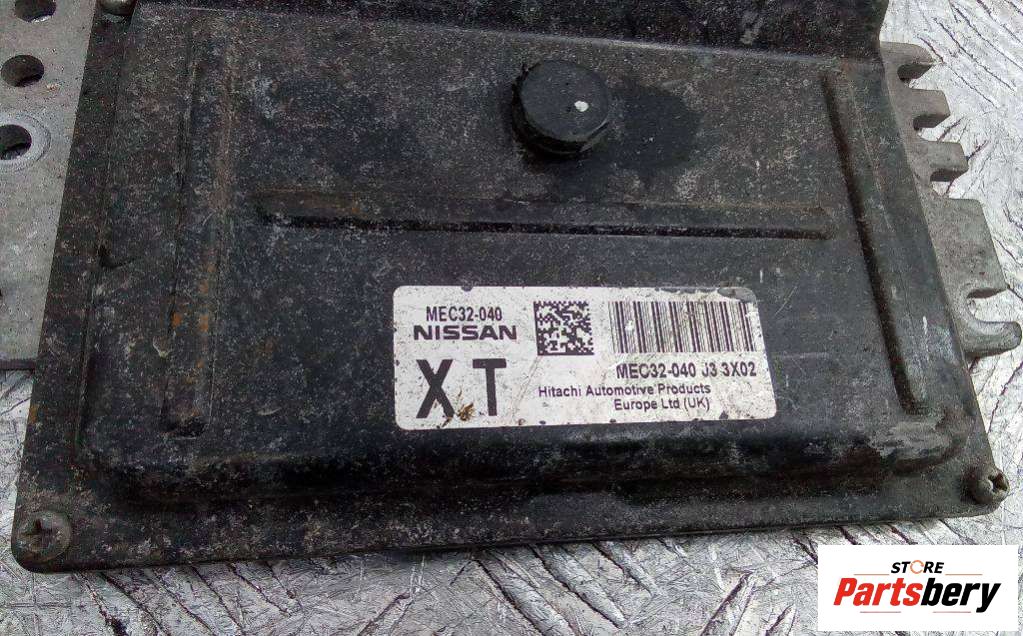 MEC32-040
NISSAN
XT
MEC32-040 J3 3X02
Hitachi Automotive Products
Europe Ltd (UK)
STORE
Partsbery